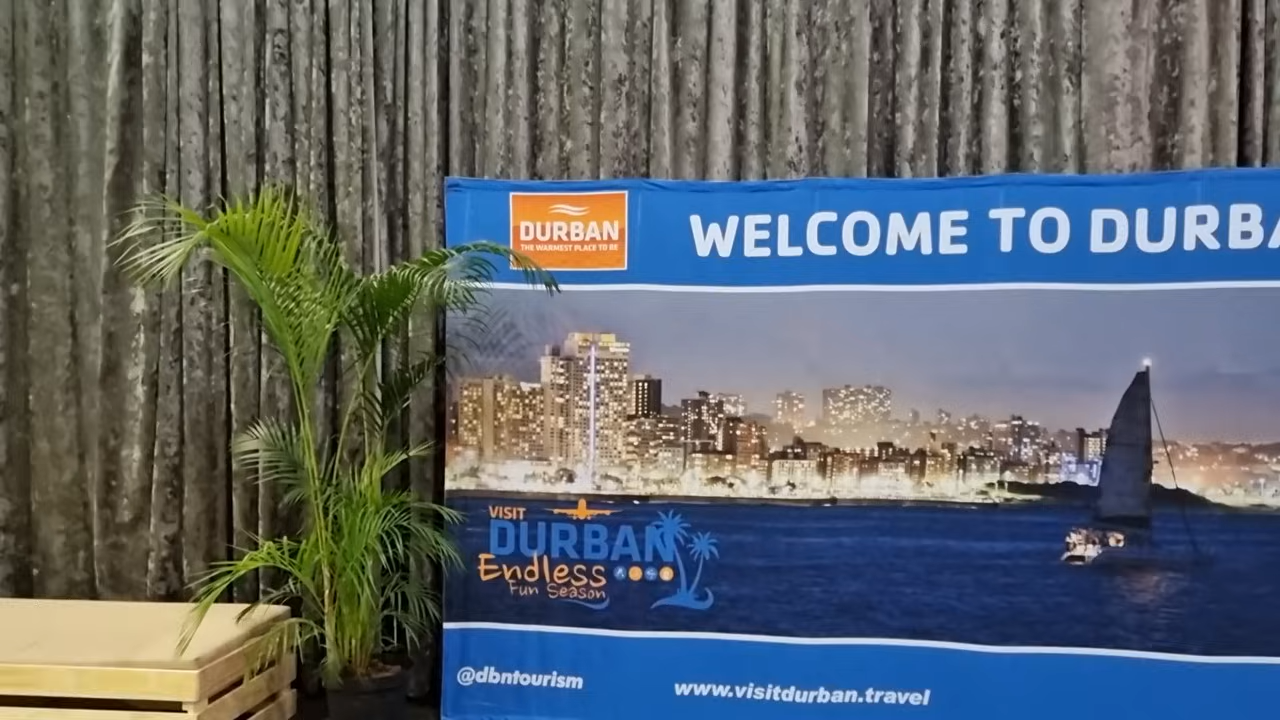 DURBAN
THE WARMEST PLACE TO BE
WELCOME TO DURBA
VISIT
DURBAN
Endless
Fun Season
@dbntourism
www.visitdurban.travel